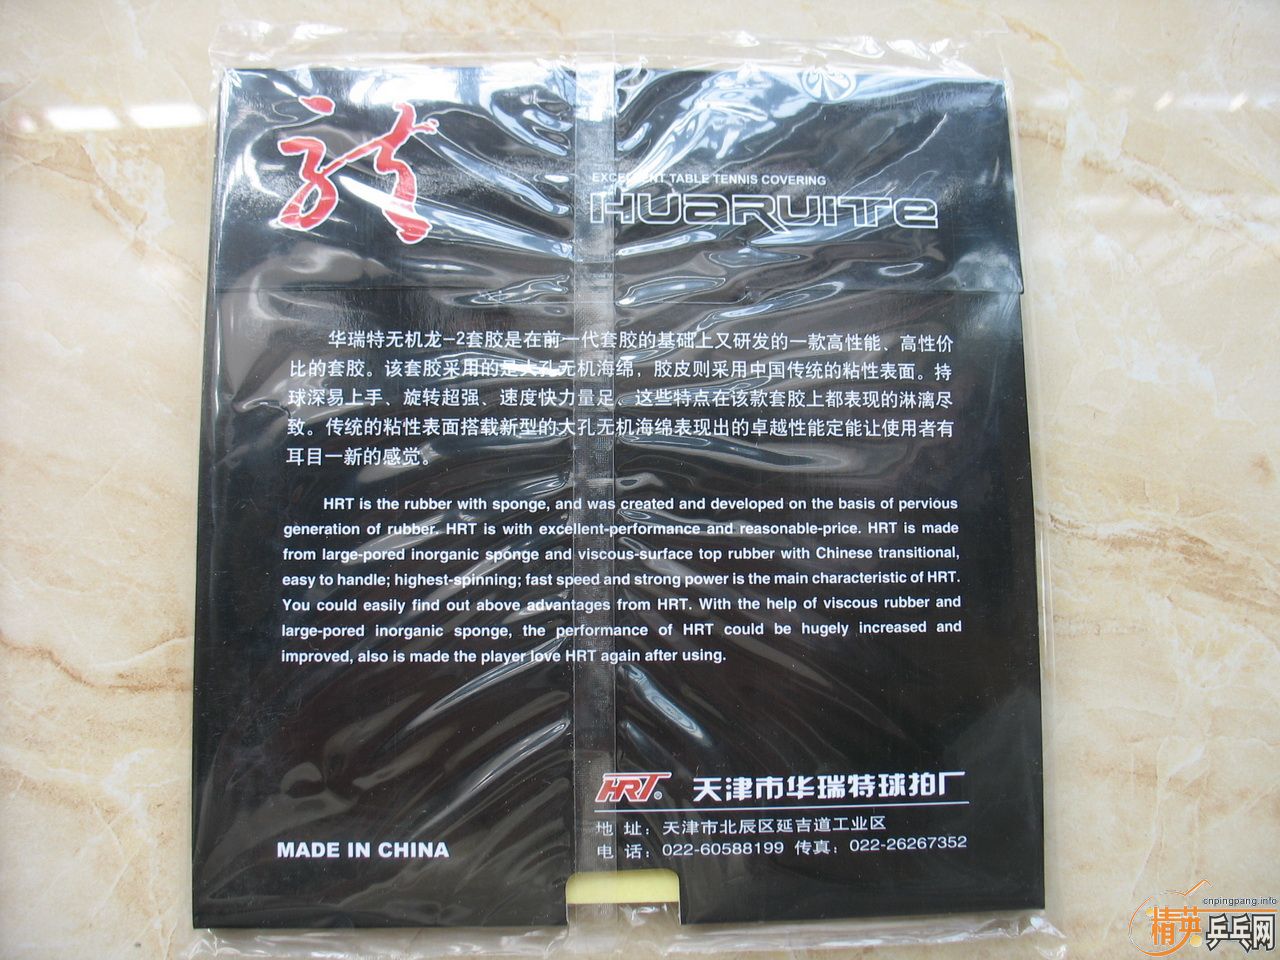 龙
EXCELLENT TABLE TENNIS COVERING
HUARUITE
华瑞特无机龙-2套胶是在前一代套胶的基础上又研发的一款高性能、高性价
比的套胶。该套胶采用的是大孔无机海绵，胶皮则采用中国传统的粘性表面。持
球深易上手、旋转超强、速度快力量足。这些特点在该款套胶上都表现的淋漓尽
致。传统的粘性表面搭载新型的大孔无机海绵表现出的卓越性能定能让使用者有
耳目一新的感觉。
HRT is the rubber with sponge, and was created and developed on the basis of pervious
generation of rubber. HRT is with excellent-performance and reasonable-price. HRT is made
from large-pored inorganic sponge and viscous-surface top rubber with Chinese transitional,
easy to handle; highest-spinning; fast speed and strong power is the main characteristic of HRT.
You could easily find out above advantages from HRT. With the help of viscous rubber and
large-pored inorganic sponge, the performance of HRT could be hugely increased and
improved, also is made the player love HRT again after using.
HRT® 天津市华瑞特球拍厂
地 址：天津市北辰区延吉道工业区
电 话：022-60588199 传真：022-26267352
MADE IN CHINA
cnpingpang.info
精英乒乓网